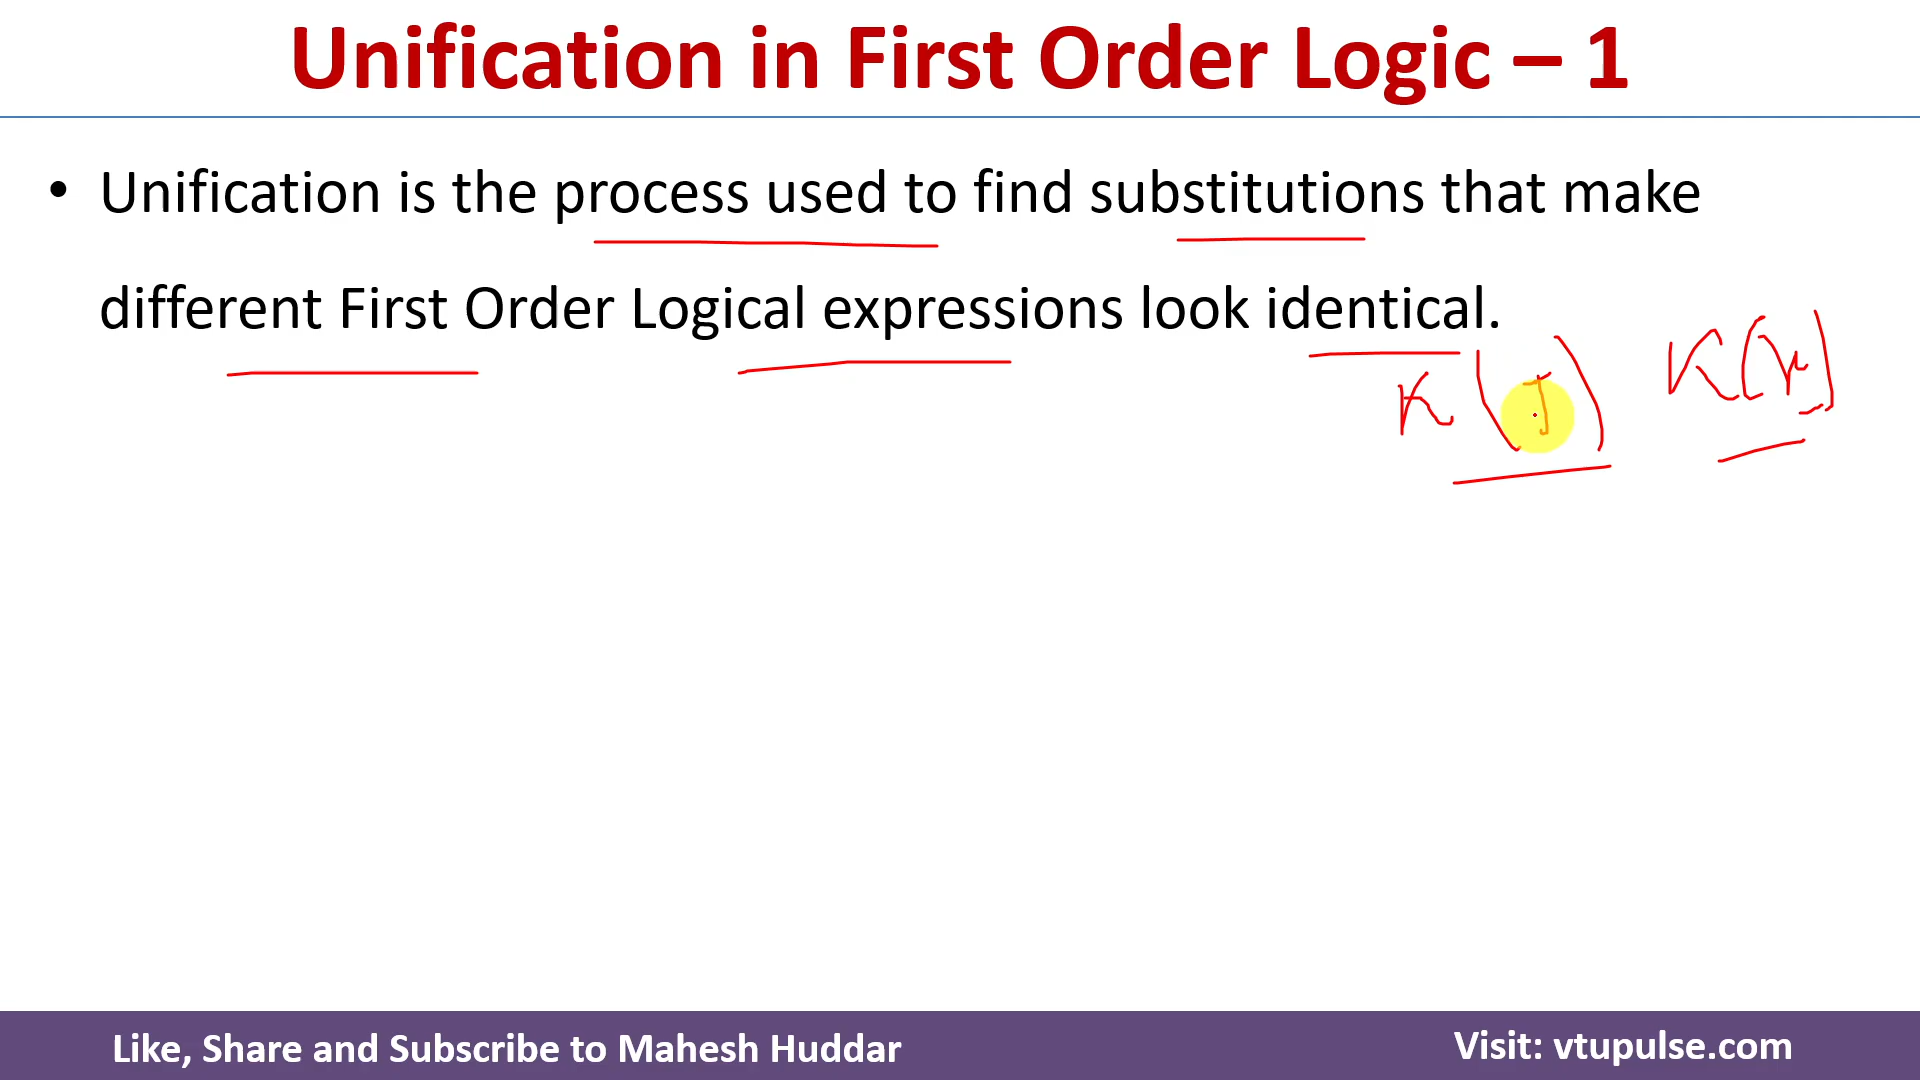 Unification in First Order Logic – 1
• Unification is the process used to find substitutions that make
different First Order Logical expressions look identical.
K(J) K(x)
Like, Share and Subscribe to Mahesh Huddar
Visit: vtupulse.com